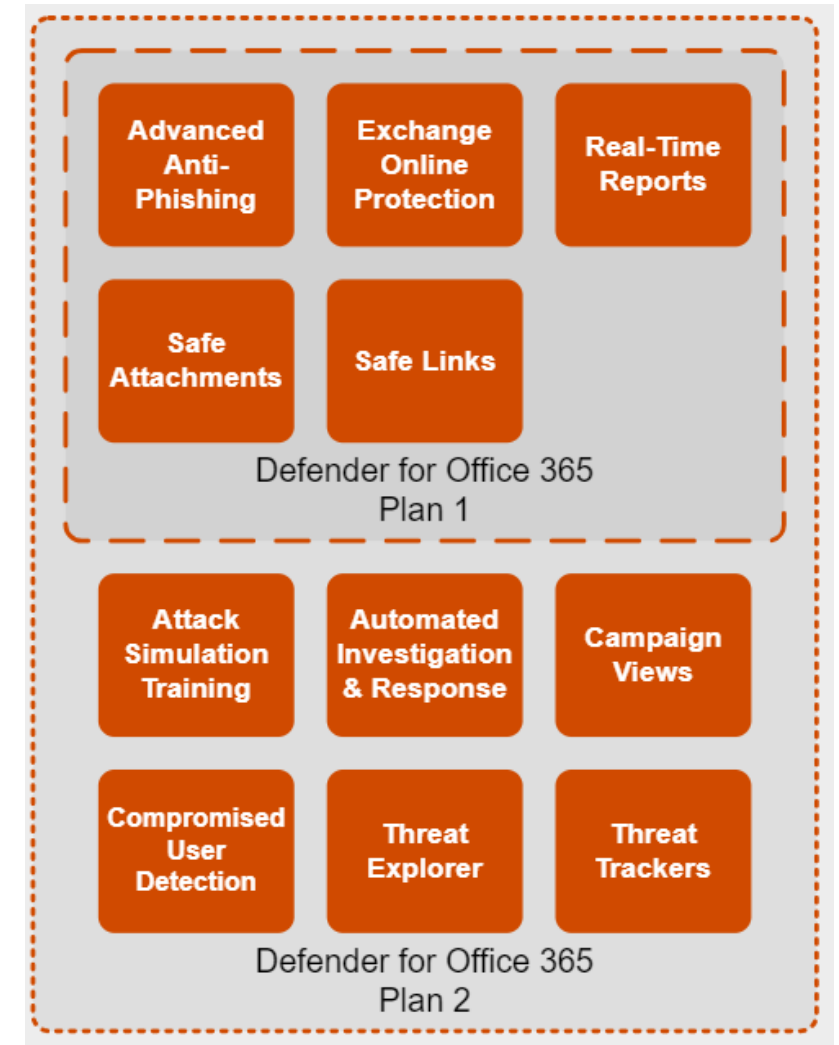 Advanced
Anti-
Phishing
Exchange
Online
Protection
Real-Time
Reports
Safe
Attachments
Safe Links
Defender for Office 365
Plan 1
Attack
Simulation
Training
Automated
Investigation
& Response
Campaign
Views
Compromised
User
Detection
Threat
Explorer
Threat
Trackers
Defender for Office 365
Plan 2